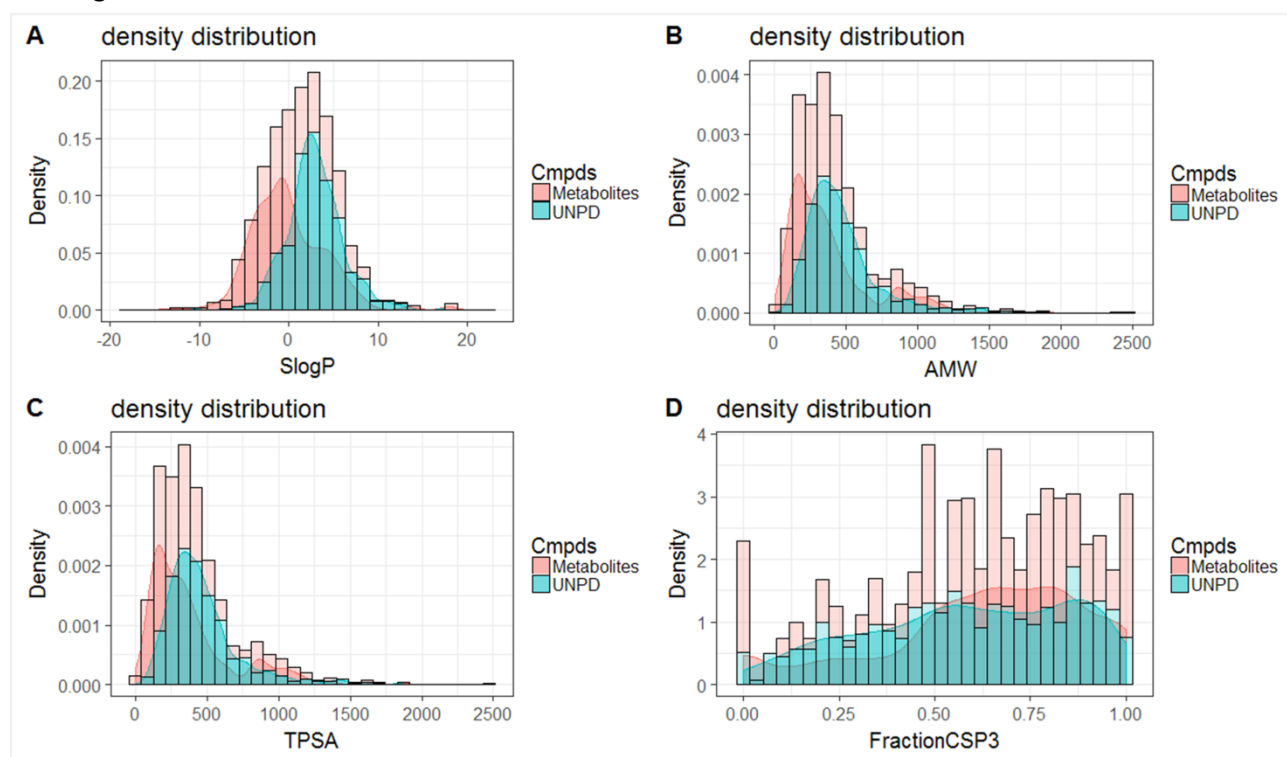 A density distribution
0.20
0.15
0.10
0.05
0.00
Density
-20 -10 0 10 20
SlogP
Cmpds
Metabolites
UNPD
B density distribution
0.004
0.003
0.002
0.001
0.000
Density
0 500 1000 1500 2000 2500
AMW
Cmpds
Metabolites
UNPD
C density distribution
0.004
0.003
0.002
0.001
0.000
Density
0 500 1000 1500 2000 2500
TPSA
Cmpds
Metabolites
UNPD
D density distribution
4
3
2
1
0
Density
0.00 0.25 0.50 0.75 1.00
FractionCSP3
Cmpds
Metabolites
UNPD